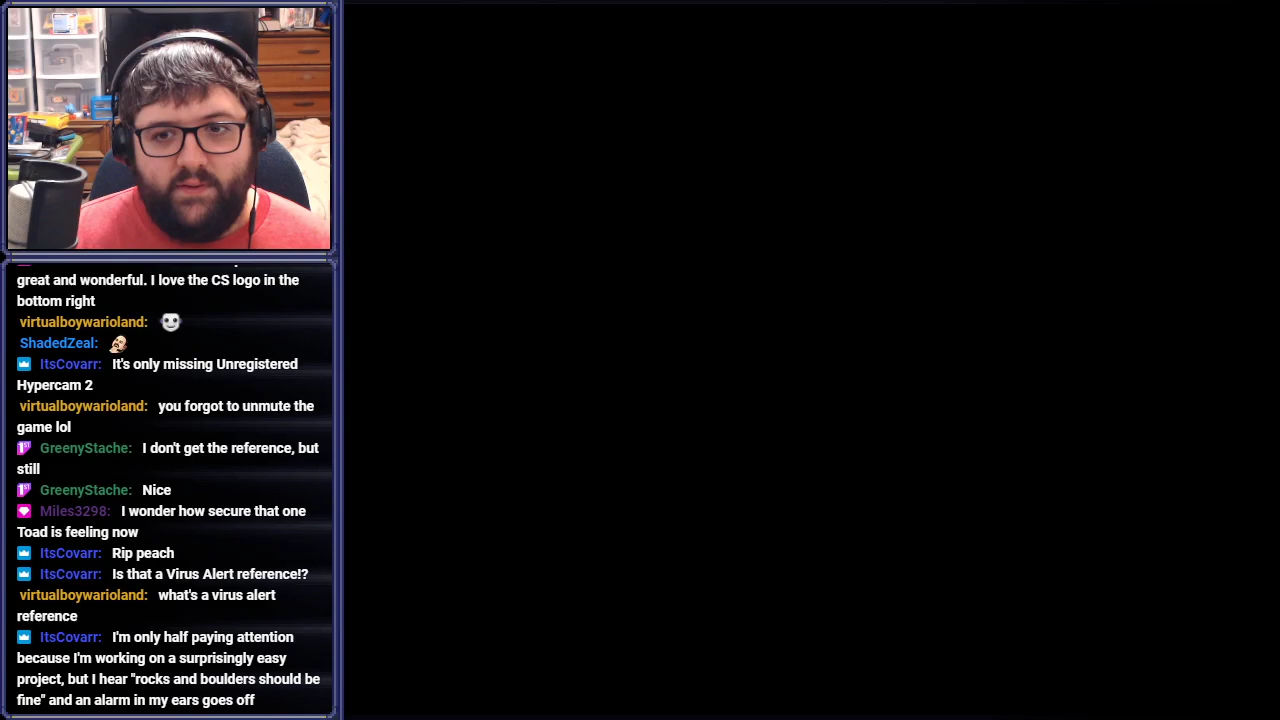 great and wonderful. I love the CS logo in the
bottom right
virtualboywarioland:
ShadedZeal:
ItsCovarr: It's only missing Unregistered
Hypercam 2
virtualboywarioland: you forgot to unmute the
game lol
GreenyStache: I don't get the reference, but
still
GreenyStache: Nice
Miles3298: I wonder how secure that one
Toad is feeling now
ItsCovarr: Rip peach
ItsCovarr: Is that a Virus Alert reference!?
virtualboywarioland: what's a virus alert
reference
ItsCovarr: I'm only half paying attention
because I'm working on a surprisingly easy
project, but I hear "rocks and boulders should be
fine" and an alarm in my ears goes off